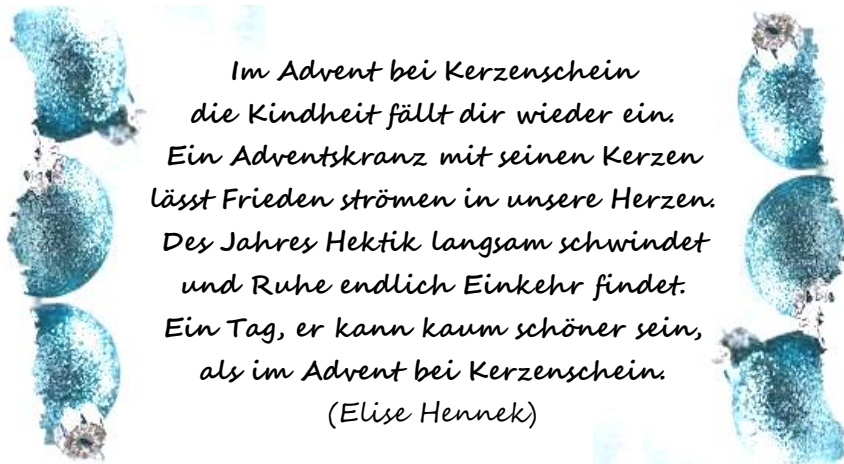 Im Advent bei Kerzenschein
die Kindheit fällt dir wieder ein.
Ein Adventskranz mit seinen Kerzen
lässt Frieden strömen in unsere Herzen.
Des Jahres Hektik langsam schwindet
und Ruhe endlich Einkehr findet.
Ein Tag, er kann kaum schöner sein,
als im Advent bei Kerzenschein.
(Elise Hennek)